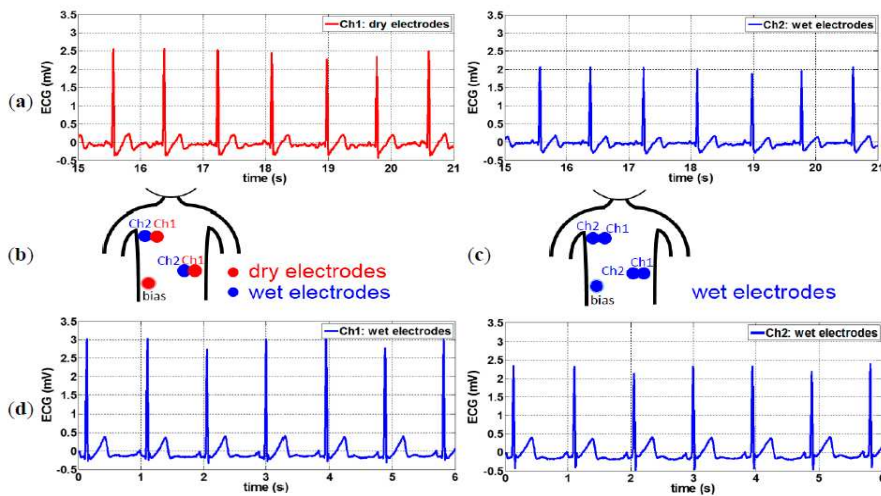 Ch1: dry electrodes
Ch2: wet electrodes
(a)
ECG (mV)
3.5
3
2.5
2
1.5
1
0.5
0
-0.5
15 16 17 18 19 20 21
time (s)
ECG (mV)
3.5
3
2.5
2
1.5
1
0.5
0
-0.5
15 16 17 18 19 20 21
time (s)
(b)
Ch2 Ch1
Ch2 Ch1
bias
dry electrodes
wet electrodes
(c)
Ch2 Ch1
Ch2 Ch1
bias
wet electrodes
(d)
Ch1: wet electrodes
ECG (mV)
3.5
3
2.5
2
1.5
1
0.5
0
-0.5
0 1 2 3 4 5 6
time (s)
Ch2: wet electrodes
ECG (mV)
3.5
3
2.5
2
1.5
1
0.5
0
-0.5
0 1 2 3 4 5 6
time (s)